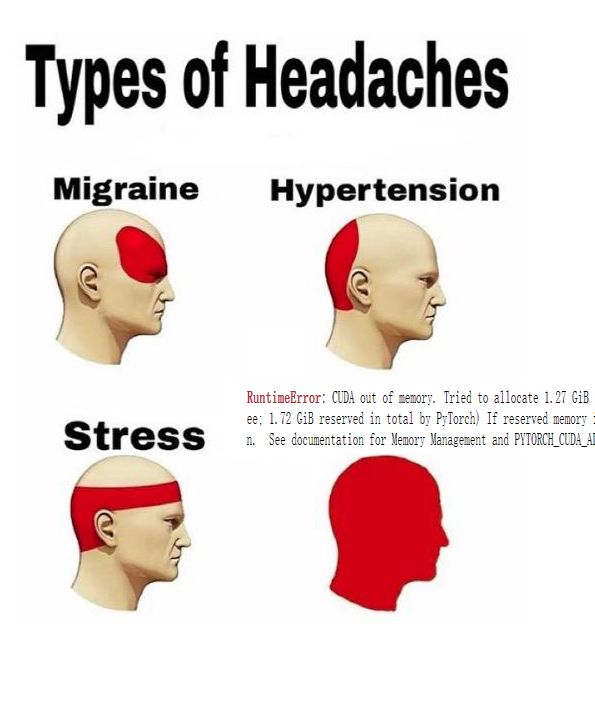 Types of Headaches
Migraine
Hypertension
Stress
RuntimeError: CUDA out of memory. Tried to allocate 1.27 GiB
ee; 1.72 GiB reserved in total by PyTorch) If reserved memory i
n. See documentation for Memory Management and PYTORCH_CUDA_Al